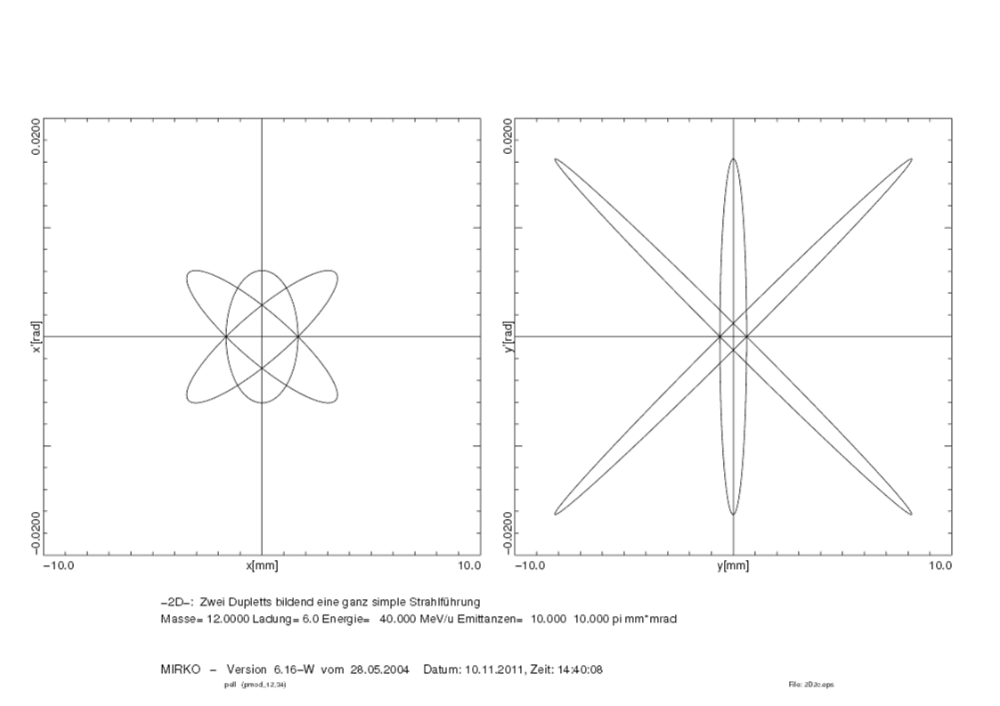 0.0200
x'[rad]
−0.0200
−10.0 x[mm] 10.0
0.0200
y'[rad]
−0.0200
−10.0 y[mm] 10.0
−2D−: Zwei Dupletts bildend eine ganz simple Strahlführung
Masse= 12.0000 Ladung= 6.0 Energie= 40.000 MeV/u Emittanzen= 10.000 10.000 pi mm*mrad
MIRKO − Version 6.16−W vom 28.05.2004 Datum: 10.11.2011, Zeit: 14:40:08
File: